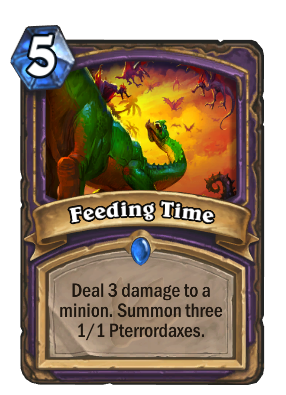 5
Feeding Time
Deal 3 damage to a
minion. Summon three
1/1 Pterrordaxes.